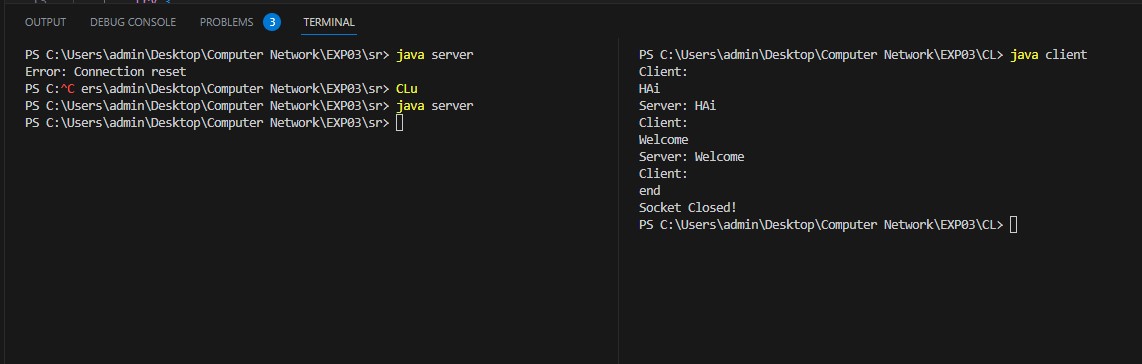 OUTPUT DEBUG CONSOLE PROBLEMS 3 TERMINAL
PS C:\Users\admin\Desktop\Computer Network\EXP03\sr> java server
Error: Connection reset
PS C:^C ers\admin\Desktop\Computer Network\EXP03\sr> CLu
PS C:\Users\admin\Desktop\Computer Network\EXP03\sr> java server
PS C:\Users\admin\Desktop\Computer Network\EXP03\sr>
PS C:\Users\admin\Desktop\Computer Network\EXP03\CL> java client
Client:
HAi
Server: HAi
Client:
Welcome
Server: Welcome
Client:
end
Socket Closed!
PS C:\Users\admin\Desktop\Computer Network\EXP03\CL>